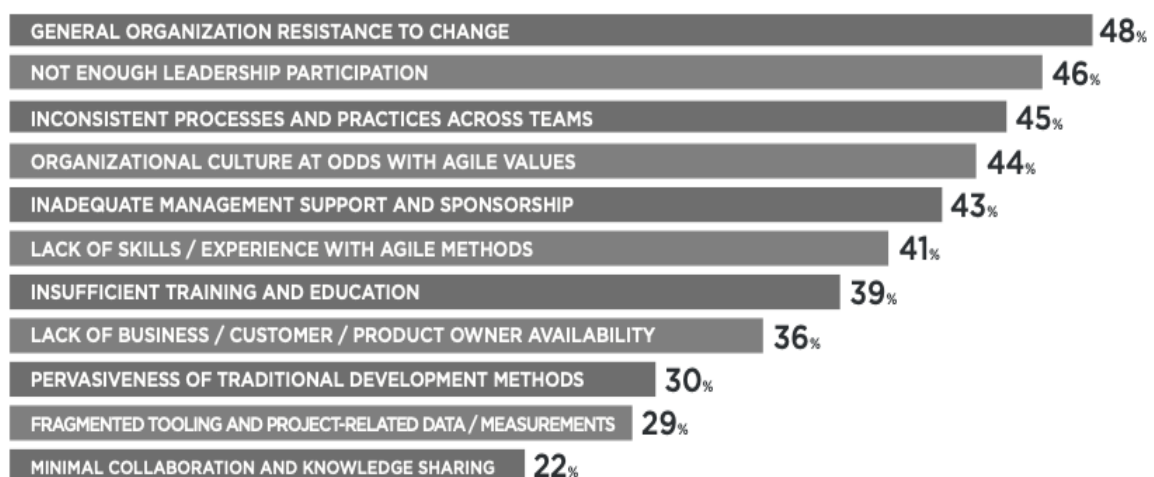 GENERAL ORGANIZATION RESISTANCE TO CHANGE 48%
NOT ENOUGH LEADERSHIP PARTICIPATION 46%
INCONSISTENT PROCESSES AND PRACTICES ACROSS TEAMS 45%
ORGANIZATIONAL CULTURE AT ODDS WITH AGILE VALUES 44%
INADEQUATE MANAGEMENT SUPPORT AND SPONSORSHIP 43%
LACK OF SKILLS / EXPERIENCE WITH AGILE METHODS 41%
INSUFFICIENT TRAINING AND EDUCATION 39%
LACK OF BUSINESS / CUSTOMER / PRODUCT OWNER AVAILABILITY 36%
PERVASIVENESS OF TRADITIONAL DEVELOPMENT METHODS 30%
FRAGMENTED TOOLING AND PROJECT-RELATED DATA / MEASUREMENTS 29%
MINIMAL COLLABORATION AND KNOWLEDGE SHARING 22%